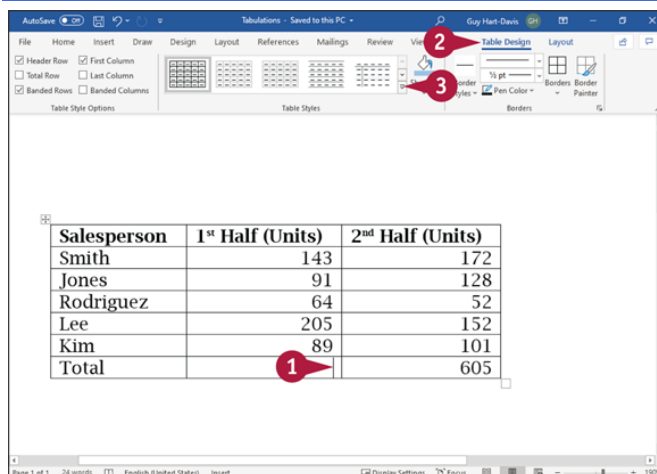 AutoSave Off Tabulations - Saved to this PC Guy Hart-Davis GH
File Home Insert Draw Design Layout References Mailings Review 2 Table Design Layout
Header Row First Column
Total Row Last Column ½ pt
Banded Rows Banded Columns 3 Pen Color Borders Border Painter
Table Style Options Table Styles Borders
Salesperson 1st Half (Units) 2nd Half (Units)
Smith 143 172
Jones 91 128
Rodriguez 64 52
Lee 205 152
Kim 89 101
Total 1 605
Page 1 of 1 24 words English (United States) Insert Display Settings Focus